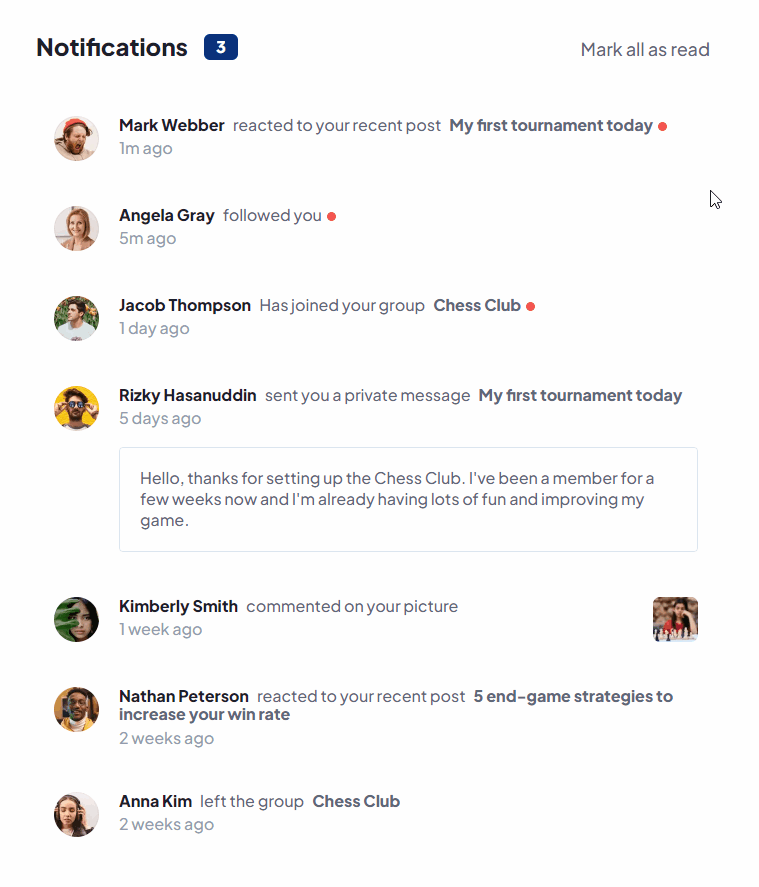 Notifications 3 Mark all as read
Mark Webber reacted to your recent post My first tournament today
1m ago
Angela Gray followed you
5m ago
Jacob Thompson Has joined your group Chess Club
1 day ago
Rizky Hasanuddin sent you a private message My first tournament today
5 days ago
Hello, thanks for setting up the Chess Club. I've been a member for a
few weeks now and I'm already having lots of fun and improving my
game.
Kimberly Smith commented on your picture
1 week ago
Nathan Peterson reacted to your recent post 5 end-game strategies to
increase your win rate
2 weeks ago
Anna Kim left the group Chess Club
2 weeks ago